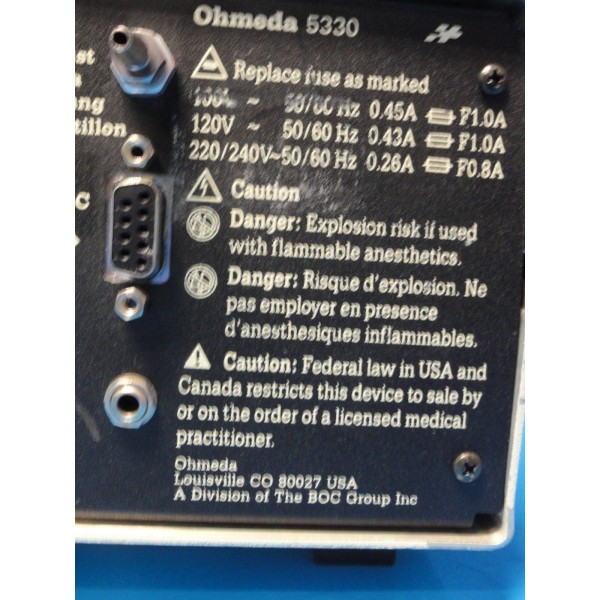 Ohmeda 5330
Replace fuse as marked
100V ~ 50/60 Hz 0.45A F1.0A
120V ~ 50/60 Hz 0.43A F1.0A
220/240V~50/60 Hz 0.26A F0.8A
Caution
Danger: Explosion risk if used
with flammable anesthetics.
Danger: Risque d'explosion. Ne
pas employer en presence
d'anesthesiques inflammables.
Caution: Federal law in USA and
Canada restricts this device to sale by
or on the order of a licensed medical
practitioner.
Ohmeda
Louisville CO 80027 USA
A Division of The BOC Group Inc